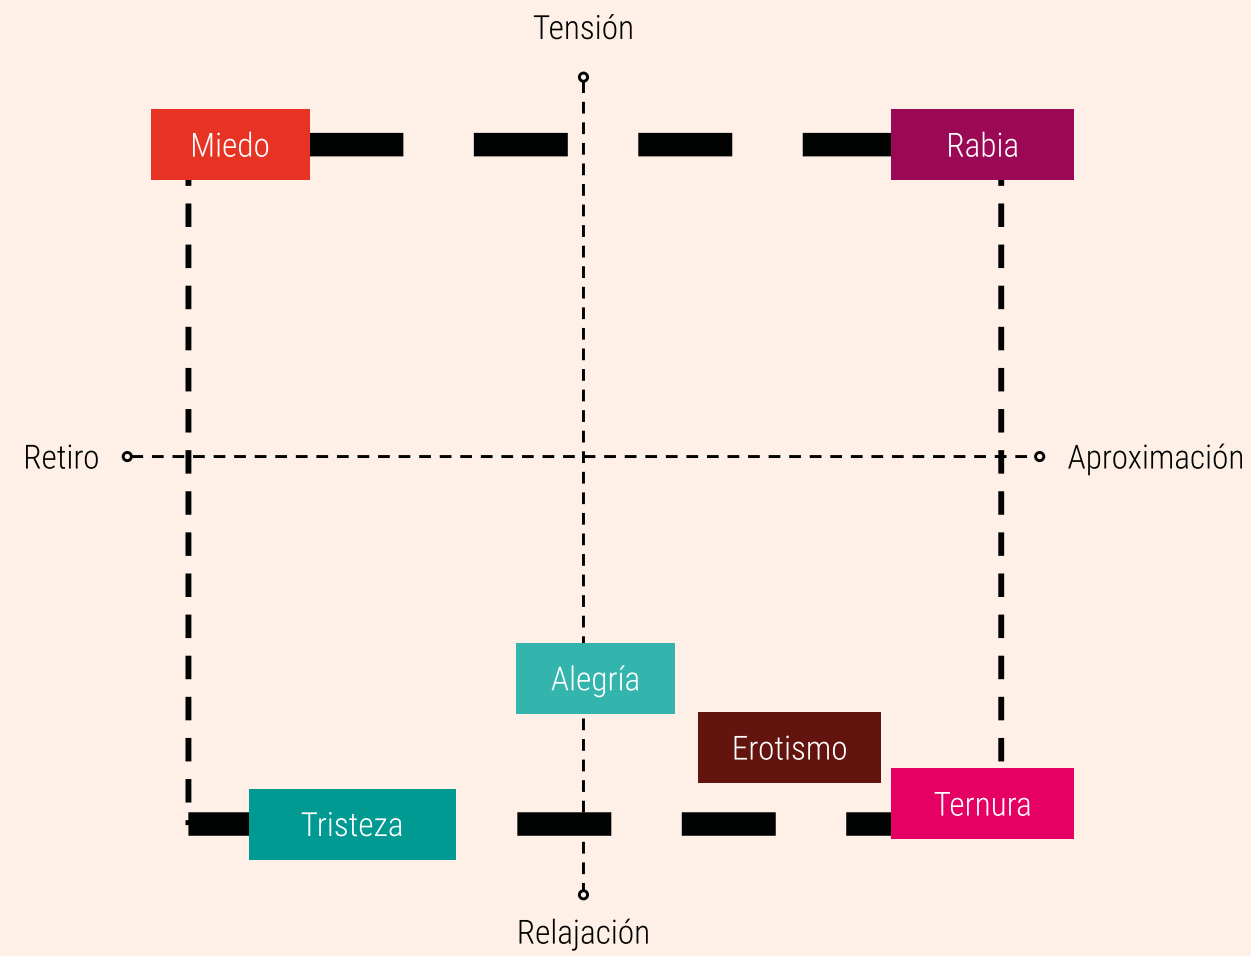 Tensión
Miedo
Rabia
Retiro
Aproximación
Alegría
Erotismo
Ternura
Tristeza
Relajación